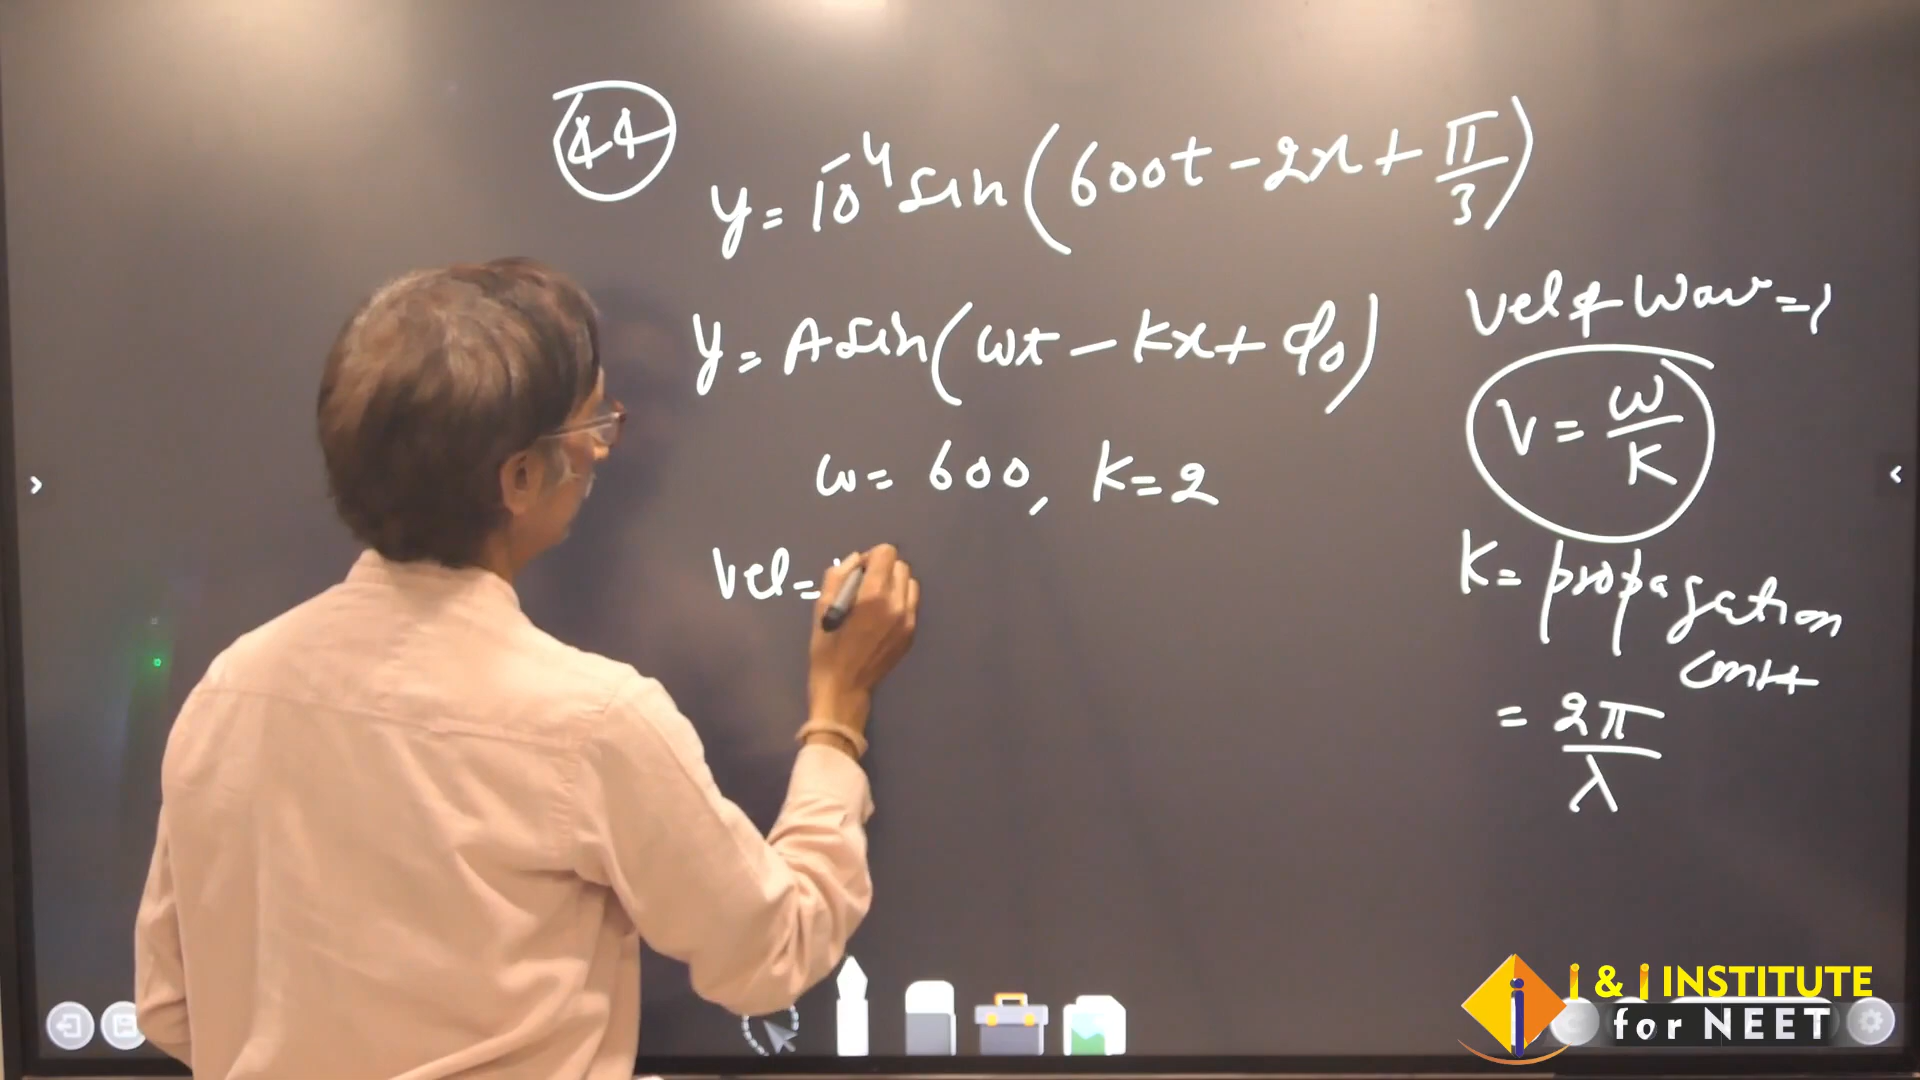 44
y = 10⁻⁴ sin(600t - 2x + π/3)
y = A sin(ωt - kx + φ₀)
ω = 600, K = 2
Vel =
Vel of Wave = ?
V = ω/K
K = propagation
const
= 2π/λ
i & i INSTITUTE
for NEET